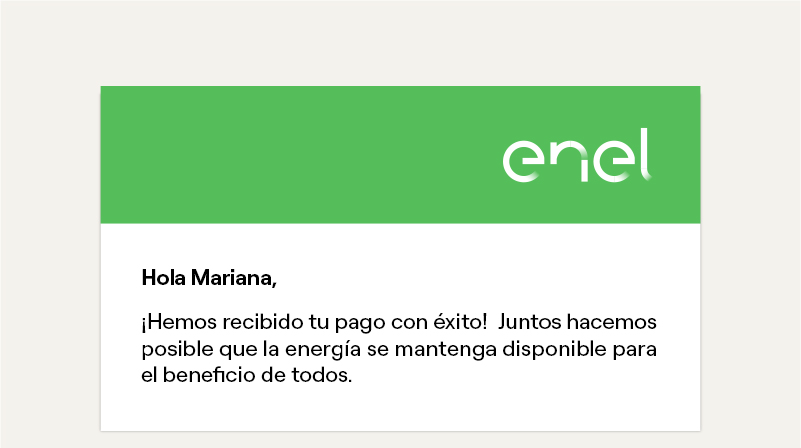 enel
Hola Mariana,
¡Hemos recibido tu pago con éxito!  Juntos hacemos
posible que la energía se mantenga disponible para
el beneficio de todos.